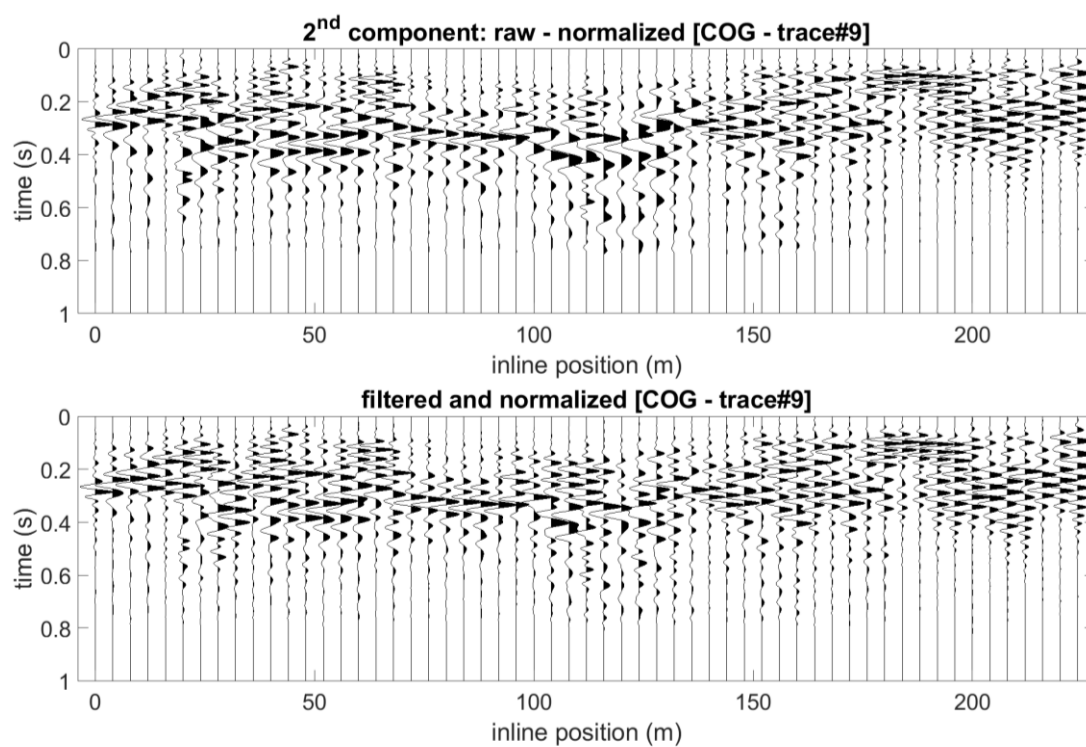 2nd component: raw - normalized [COG - trace#9]
0
0.2
0.4
0.6
0.8
1
time (s)
0 50 100 150 200
inline position (m)
filtered and normalized [COG - trace#9]
0
0.2
0.4
0.6
0.8
1
time (s)
0 50 100 150 200
inline position (m)